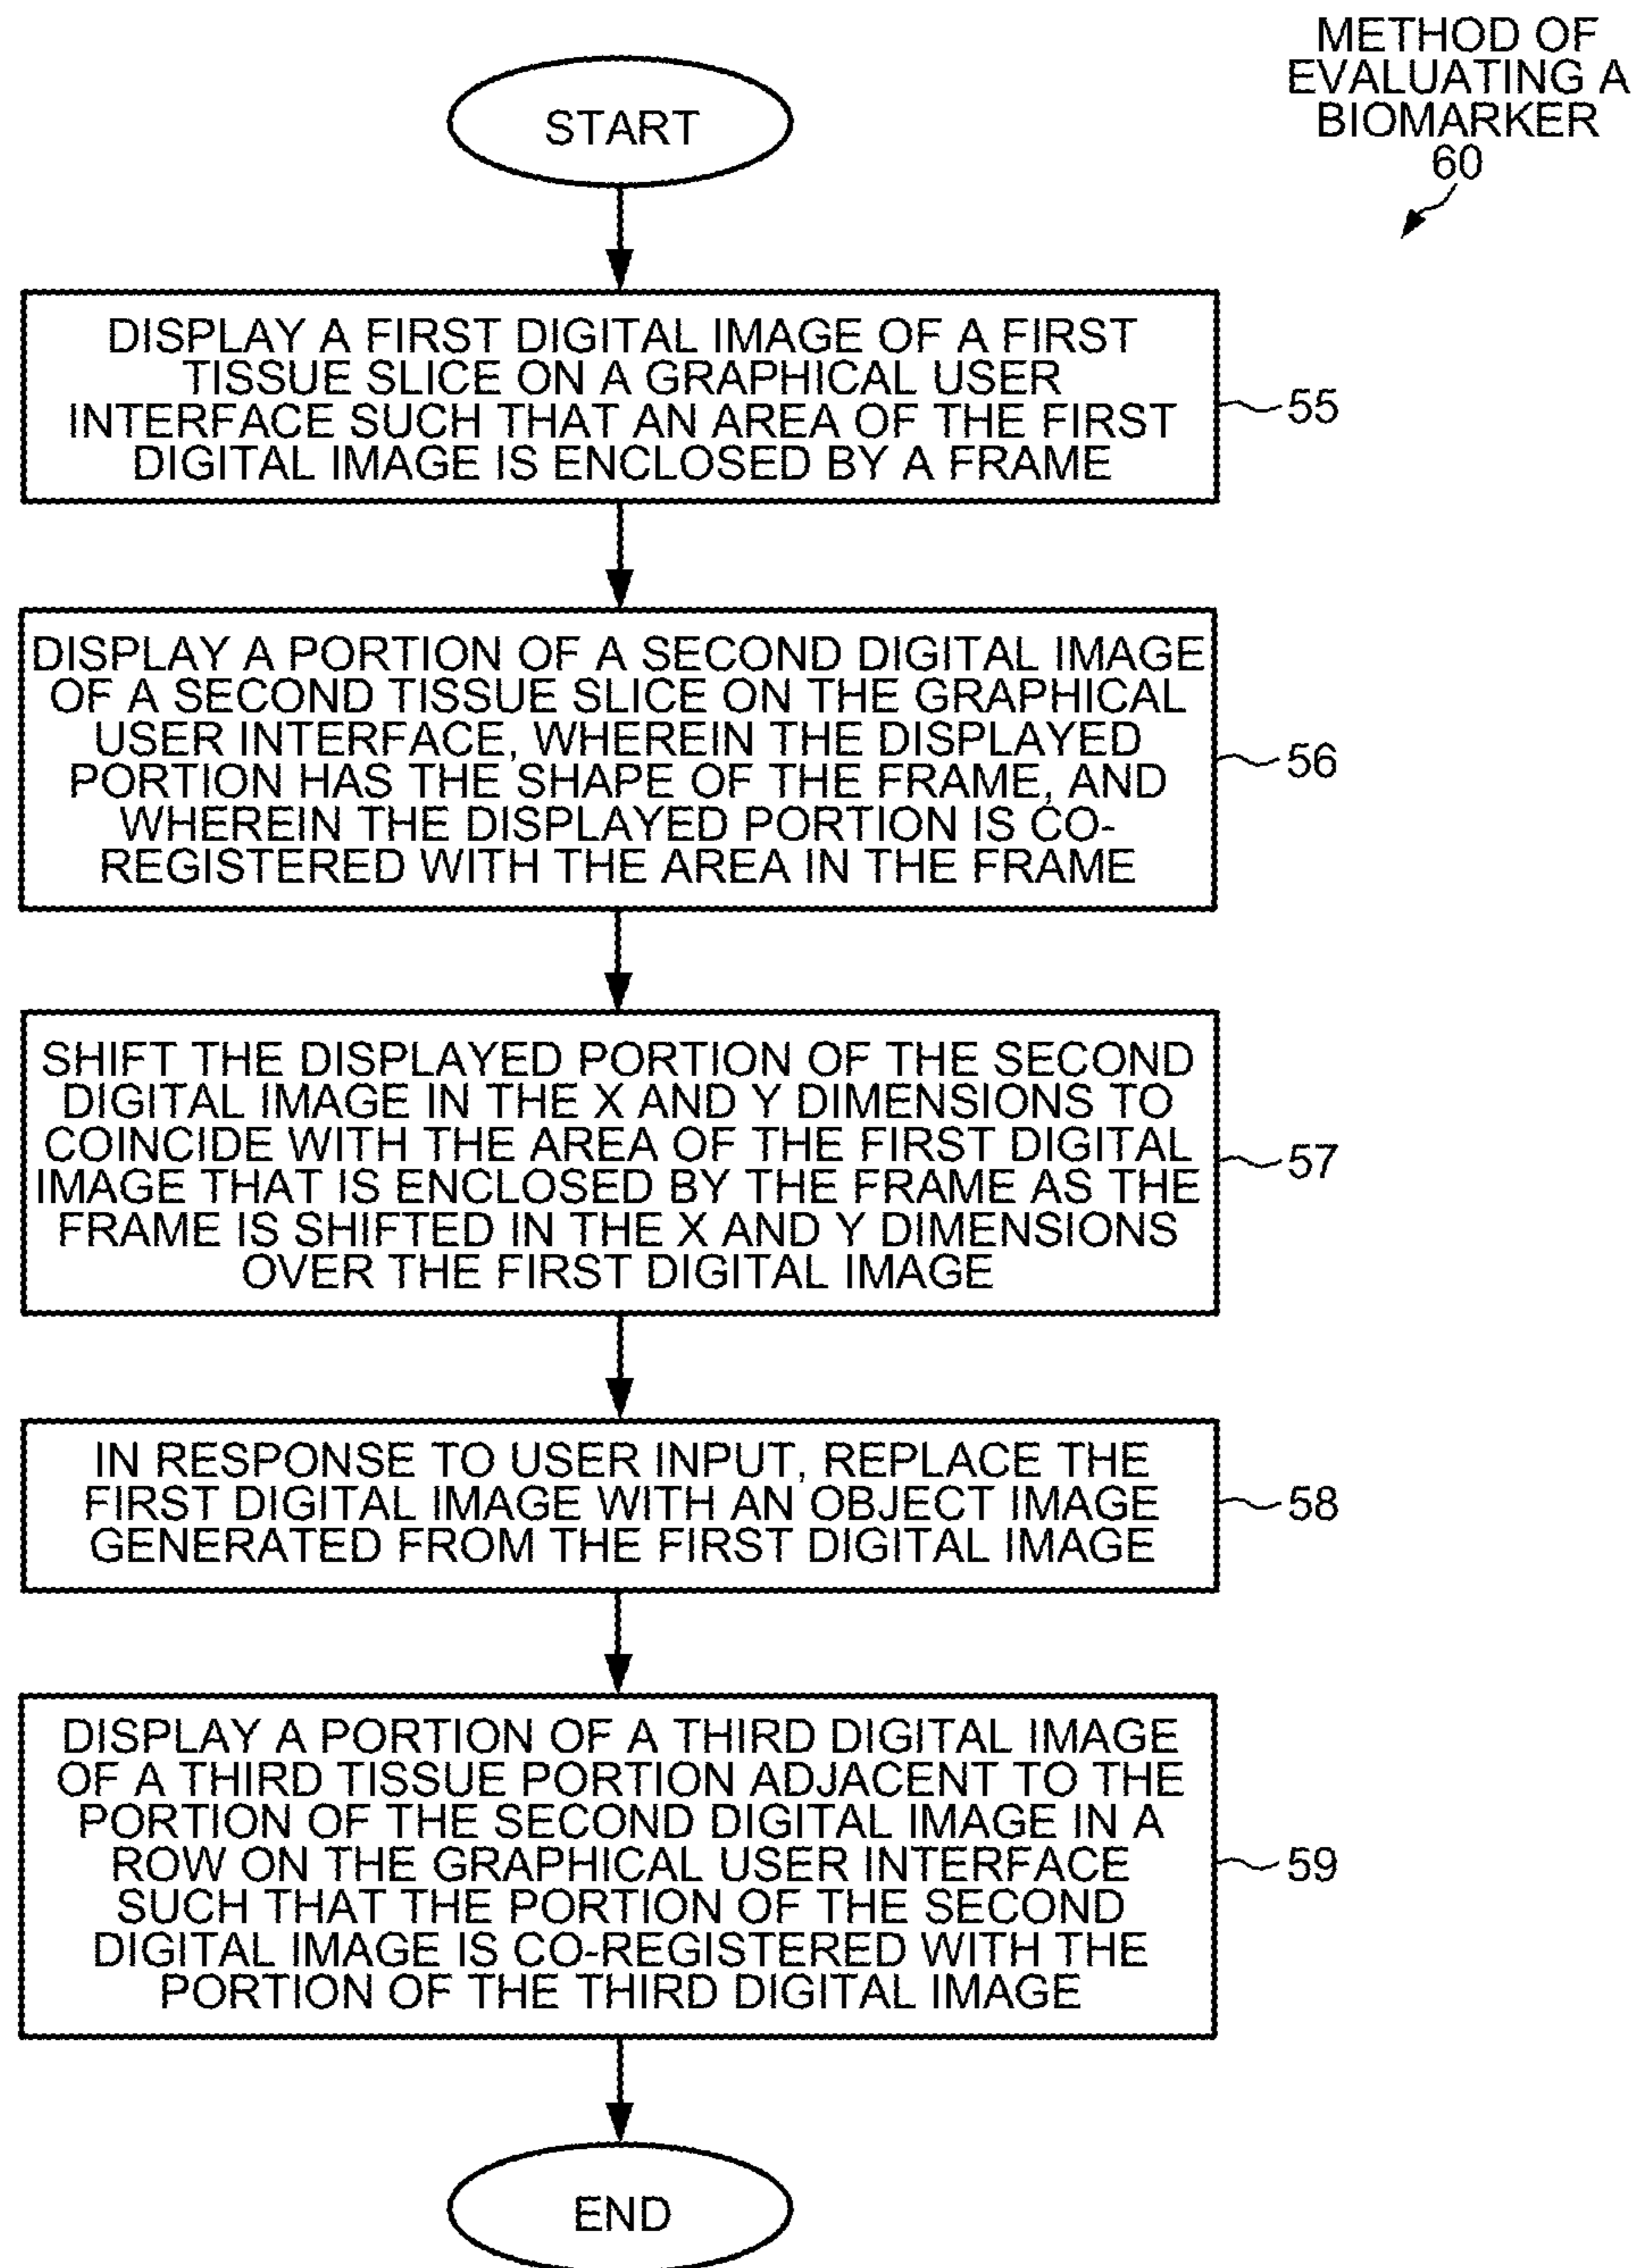 METHOD OF
EVALUATING A
BIOMARKER
60
START
DISPLAY A FIRST DIGITAL IMAGE OF A FIRST
TISSUE SLICE ON A GRAPHICAL USER
INTERFACE SUCH THAT AN AREA OF THE FIRST
DIGITAL IMAGE IS ENCLOSED BY A FRAME
55
DISPLAY A PORTION OF A SECOND DIGITAL IMAGE
OF A SECOND TISSUE SLICE ON THE GRAPHICAL
USER INTERFACE, WHEREIN THE DISPLAYED
PORTION HAS THE SHAPE OF THE FRAME, AND
WHEREIN THE DISPLAYED PORTION IS CO-
REGISTERED WITH THE AREA IN THE FRAME
56
SHIFT THE DISPLAYED PORTION OF THE SECOND
DIGITAL IMAGE IN THE X AND Y DIMENSIONS TO
COINCIDE WITH THE AREA OF THE FIRST DIGITAL
IMAGE THAT IS ENCLOSED BY THE FRAME AS THE
FRAME IS SHIFTED IN THE X AND Y DIMENSIONS
OVER THE FIRST DIGITAL IMAGE
57
IN RESPONSE TO USER INPUT, REPLACE THE
FIRST DIGITAL IMAGE WITH AN OBJECT IMAGE
GENERATED FROM THE FIRST DIGITAL IMAGE
58
DISPLAY A PORTION OF A THIRD DIGITAL IMAGE
OF A THIRD TISSUE PORTION ADJACENT TO THE
PORTION OF THE SECOND DIGITAL IMAGE IN A
ROW ON THE GRAPHICAL USER INTERFACE
SUCH THAT THE PORTION OF THE SECOND
DIGITAL IMAGE IS CO-REGISTERED WITH THE
PORTION OF THE THIRD DIGITAL IMAGE
59
END